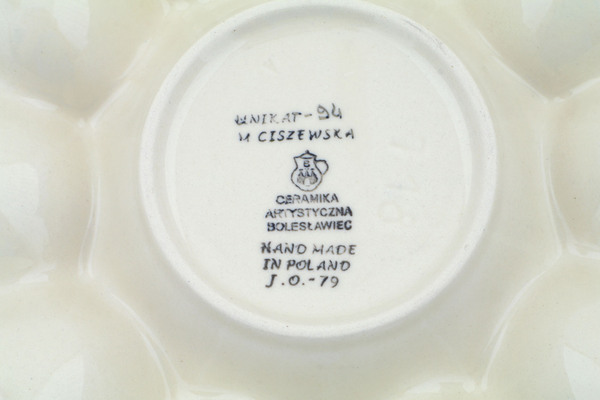 UNIKAT-94
M CISZEWSKA
CERAMIKA
ARTYSTYCZNA
BOLESŁAWIEC
HAND MADE
IN POLAND
J.O.-79